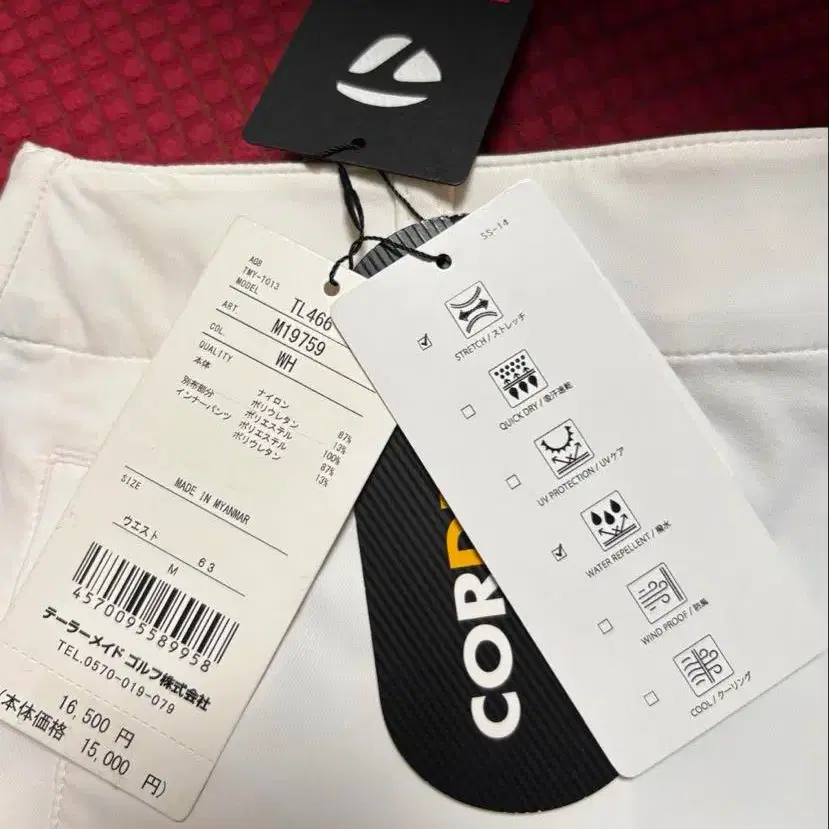 A08
TMY-T013
MODEL TL466
ART. M19759
COL. WH
QUALITY
本体 ナイロン 87%
ポリウレタン 13%
別布部分 ポリエステル 100%
インナーパンツ ポリエステル 87%
ポリウレタン 13%
MADE IN MYANMAR
SIZE
ウエスト 63
M
4570095589958
テーラーメイド ゴルフ株式会社
TEL.0570-019-079
16,500 円
(本体価格 15,000 円)
COR
SS-14
STRETCH / ストレッチ
QUICK DRY / 吸汗速乾
UV PROTECTION / UVケア
WATER REPELLENT / 撥水
WIND PROOF / 防風
COOL / クーリング